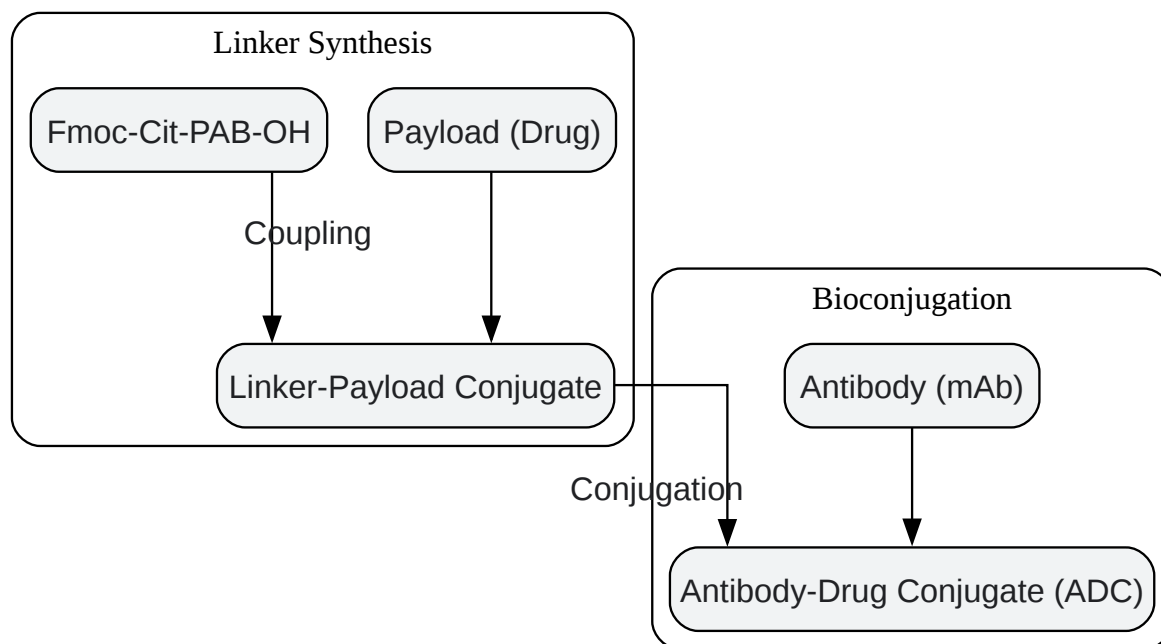 Linker Synthesis
Fmoc-Cit-PAB-OH
Payload (Drug)
Coupling
Linker-Payload Conjugate
Bioconjugation
Antibody (mAb)
Conjugation
Antibody-Drug Conjugate (ADC)